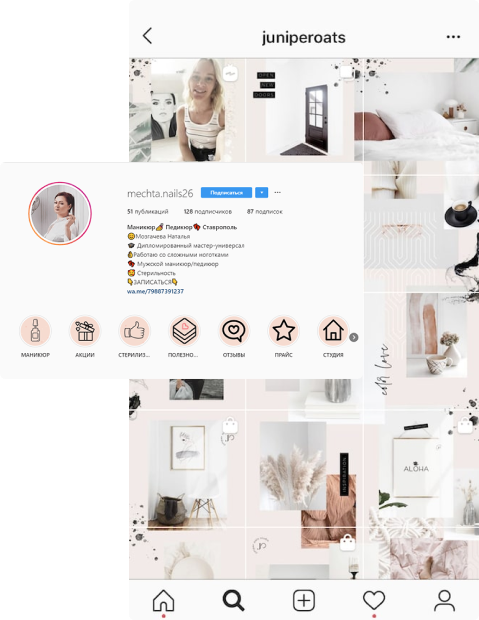 juniperoats
OPEN
NEW
DOORS
mechta.nails26
Подписаться
51 публикаций 128 подписчиков 87 подписок
Маникюр💅 Педикюр Ставрополь
Мозгачева Наталья
🎓 Дипломированный мастер-универсал
Работаю со сложными ноготками
Мужской маникюр/педикюр
Стерильность
👇ЗАПИСАТЬСЯ👇
wa.me/79887391237
МАНИКЮР АКЦИИ СТЕРИЛИЗ... ПОЛЕЗНО... ОТЗЫВЫ ПРАЙС СТУДИЯ
cold love
INSPIRATION
ALOHA